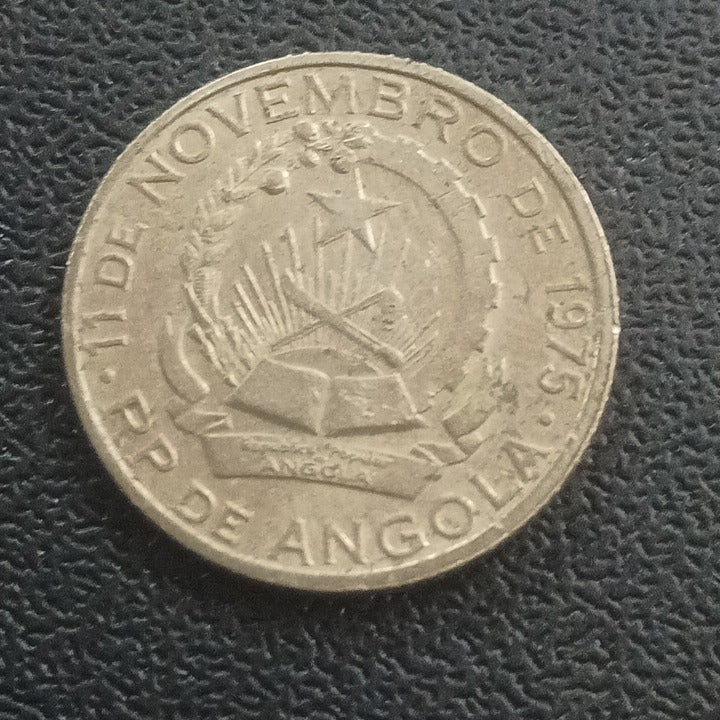 · 11 DE NOVEMBRO DE 1975 ·
RP DE ANGOLA
ANGOLA